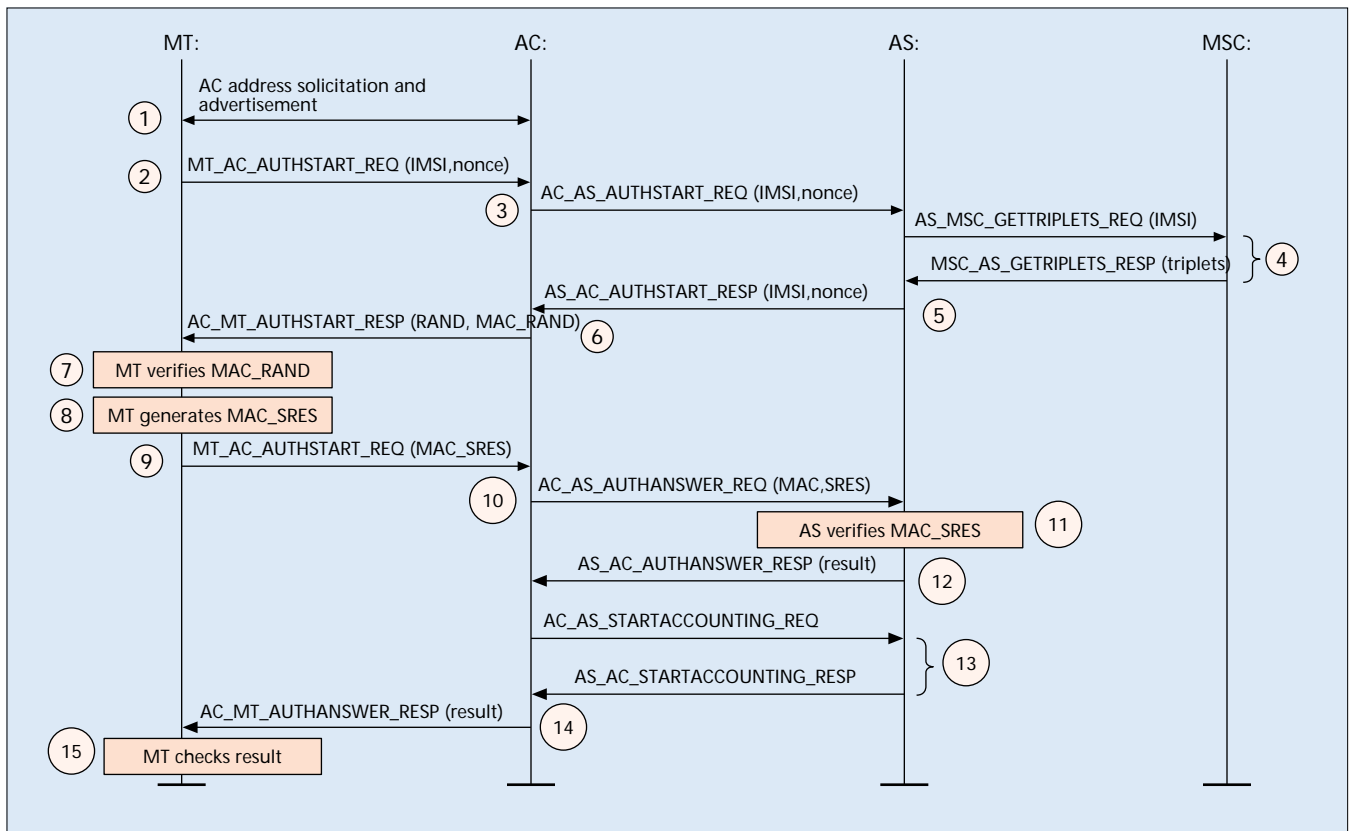 MT: AC: AS: MSC:
AC address solicitation and
advertisement
1
MT_AC_AUTHSTART_REQ (IMSI,nonce)
2
AC_AS_AUTHSTART_REQ (IMSI,nonce)
3
AS_MSC_GETTRIPLETS_REQ (IMSI)
4
MSC_AS_GETRIPLETS_RESP (triplets)
AS_AC_AUTHSTART_RESP (IMSI,nonce)
5
AC_MT_AUTHSTART_RESP (RAND, MAC_RAND)
6
7
MT verifies MAC_RAND
8
MT generates MAC_SRES
9
MT_AC_AUTHSTART_REQ (MAC_SRES)
10
AC_AS_AUTHANSWER_REQ (MAC,SRES)
AS verifies MAC_SRES
11
AS_AC_AUTHANSWER_RESP (result)
12
AC_AS_STARTACCOUNTING_REQ
13
AS_AC_STARTACCOUNTING_RESP
AC_MT_AUTHANSWER_RESP (result)
14
15
MT checks result